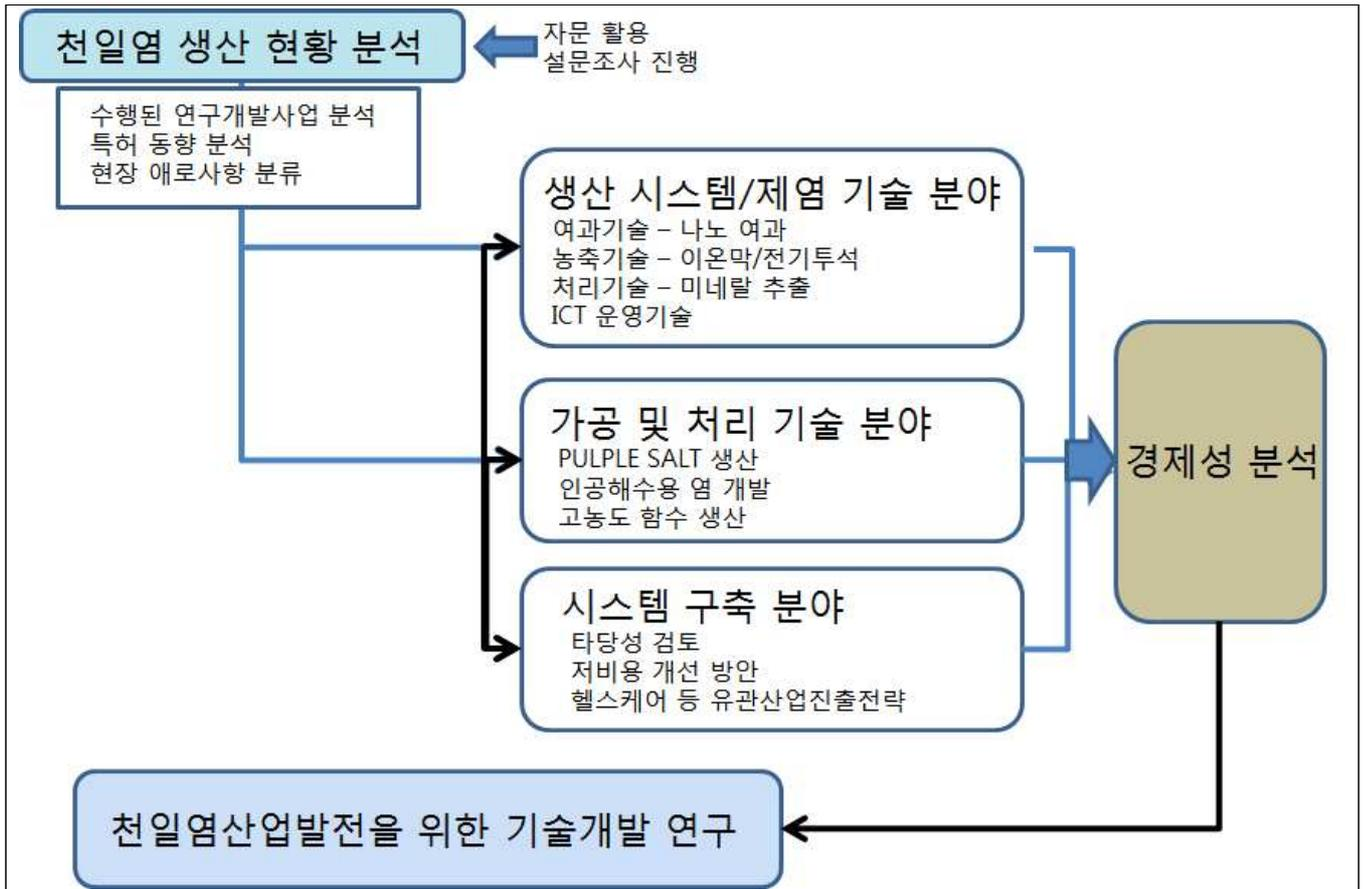 천일염 생산 현황 분석
자문 활용
설문조사 진행
수행된 연구개발사업 분석
특허 동향 분석
현장 애로사항 분류
생산 시스템/제염 기술 분야
여과기술 – 나노 여과
농축기술 – 이온막/전기투석
처리기술 – 미네랄 추출
ICT 운영기술
가공 및 처리 기술 분야
PULPLE SALT 생산
인공해수용 염 개발
고농도 함수 생산
시스템 구축 분야
타당성 검토
저비용 개선 방안
헬스케어 등 유관산업진출전략
경제성 분석
천일염산업발전을 위한 기술개발 연구